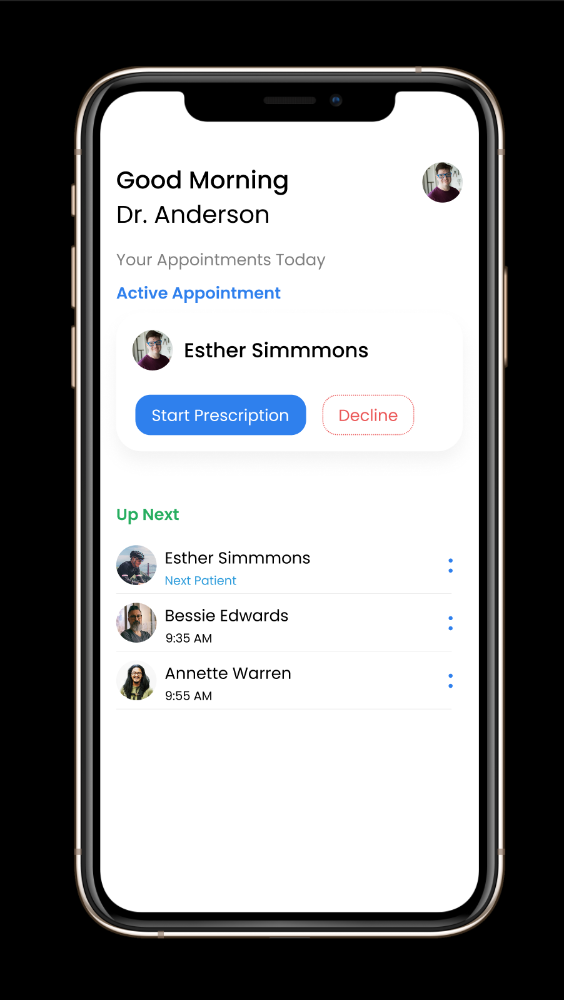 Good Morning
Dr. Anderson
Your Appointments Today
Active Appointment
Esther Simmmons
Start Prescription
Decline
Up Next
Esther Simmmons
Next Patient
Bessie Edwards
9:35 AM
Annette Warren
9:55 AM